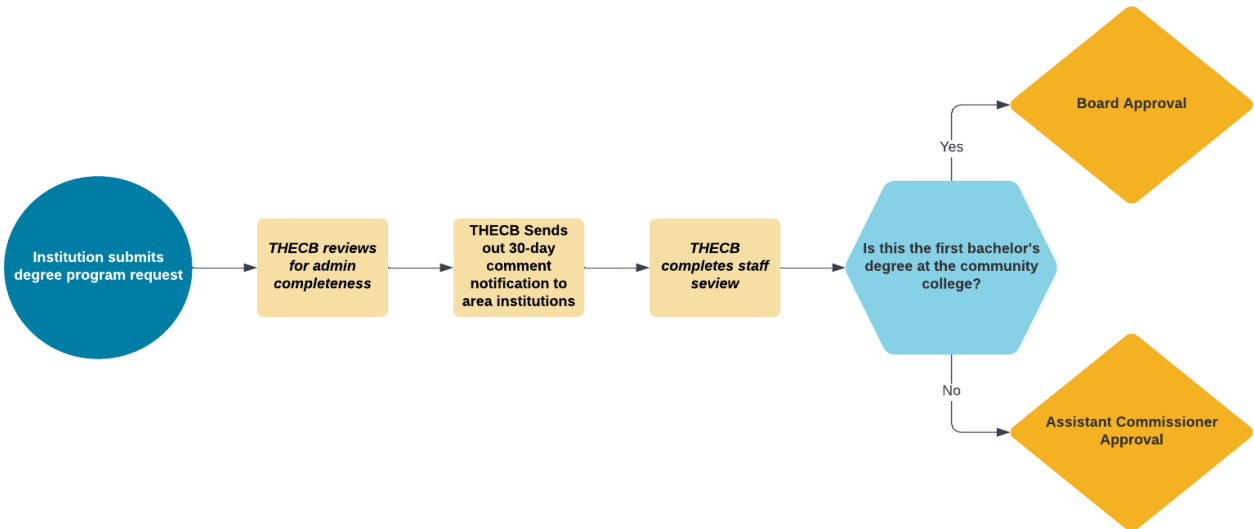 Institution submits
degree program request
THECB reviews
for admin
completeness
THECB Sends
out 30-day
comment
notification to
area institutions
THECB
completes staff
seview
Is this the first bachelor's
degree at the community
college?
Yes
Board Approval
No
Assistant Commissioner
Approval